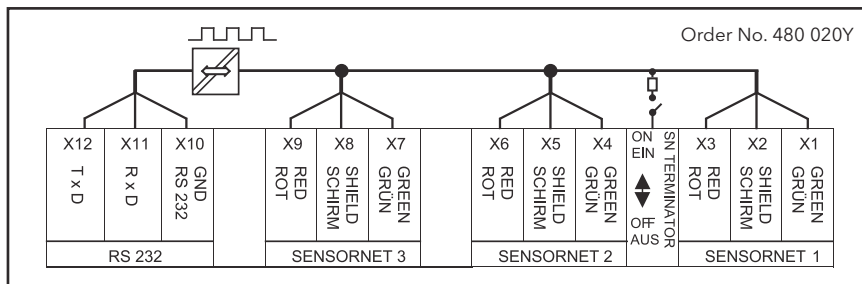 Order No. 480 020Y
X12 X11 X10 X9 X8 X7 X6 X5 X4 ON EIN X3 X2 X1
T x D
R x D
GND
RS 232
RED
ROT
SHIELD
SCHIRM
GREEN
GRÜN
RED
ROT
SHIELD
SCHIRM
GREEN
GRÜN
OFF
AUS
SN TERMINATOR
RED
ROT
SHIELD
SCHIRM
GREEN
GRÜN
RS 232 SENSORNET 3 SENSORNET 2 SENSORNET 1